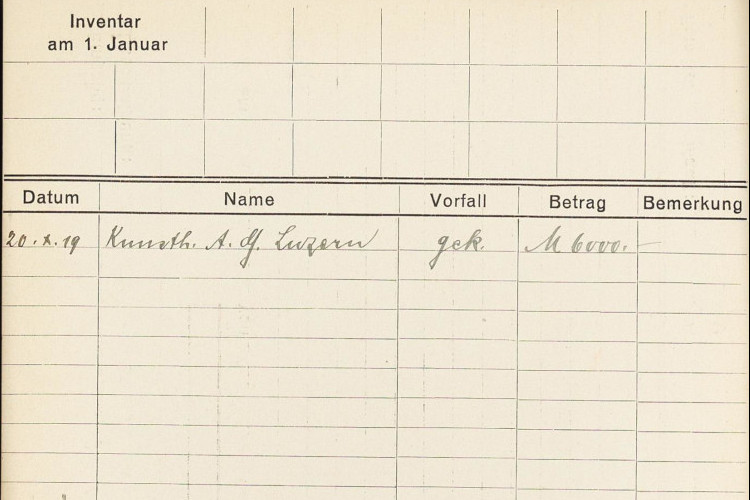 Inventar
am 1. Januar
Datum Name Vorfall Betrag Bemerkung
20.X.19 Kunsth. A. G. Luzern gek. M 6000.-